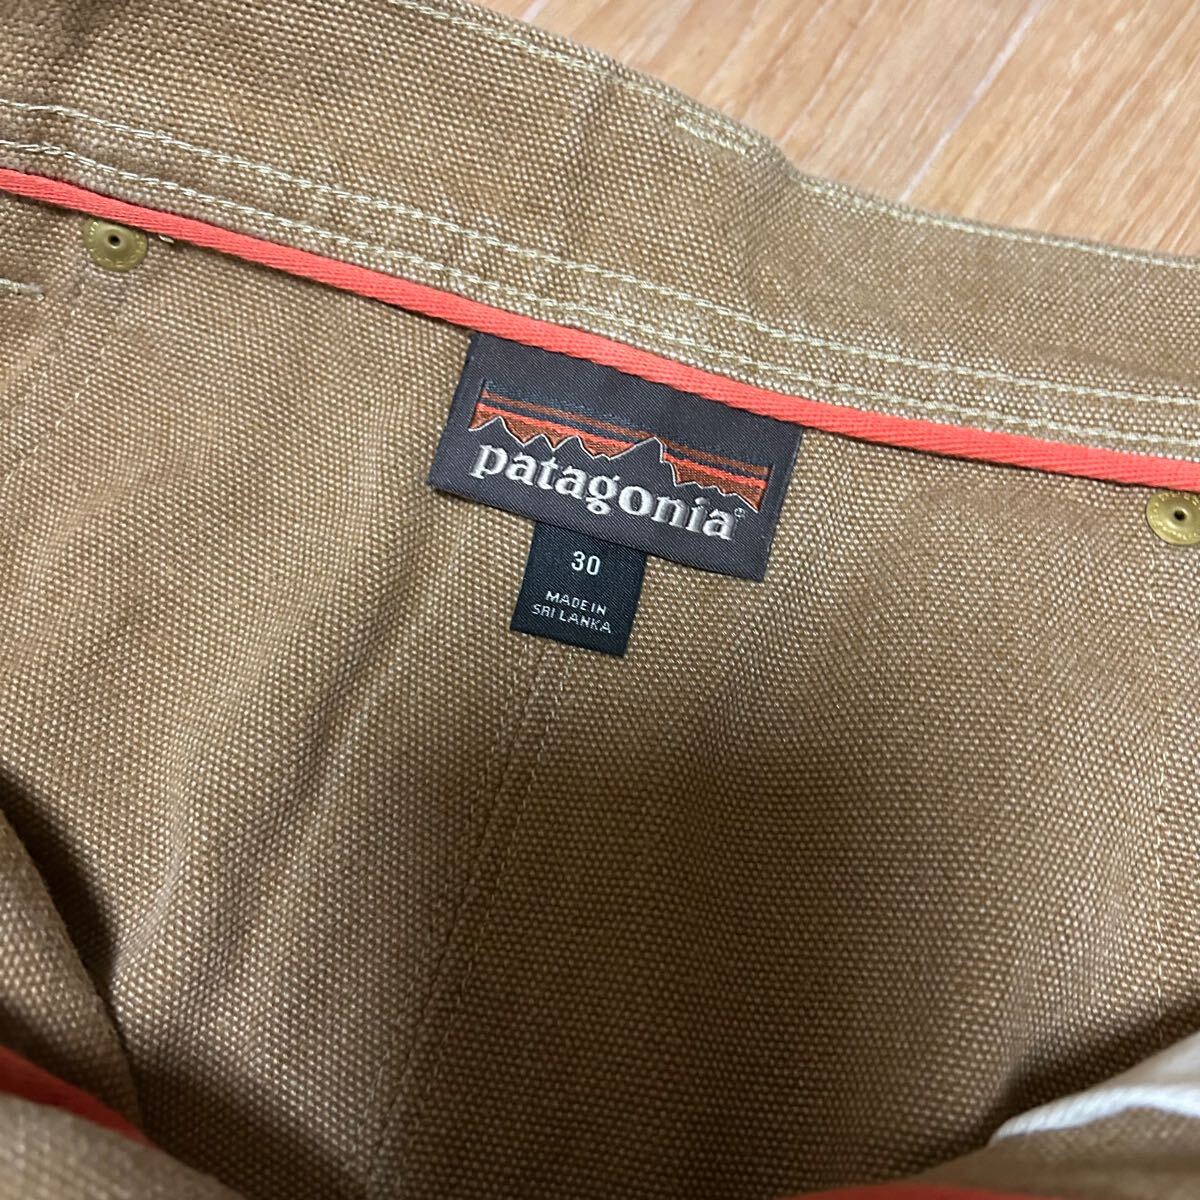 patagonia®
30
MADE IN
SRI LANKA